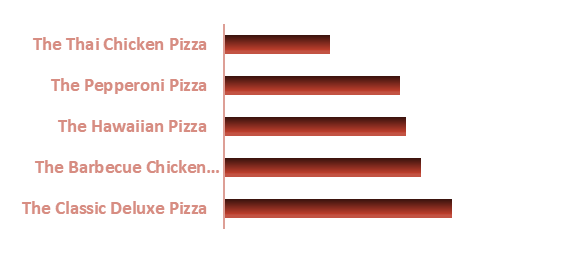 The Thai Chicken Pizza
The Pepperoni Pizza
The Hawaiian Pizza
The Barbecue Chicken...
The Classic Deluxe Pizza